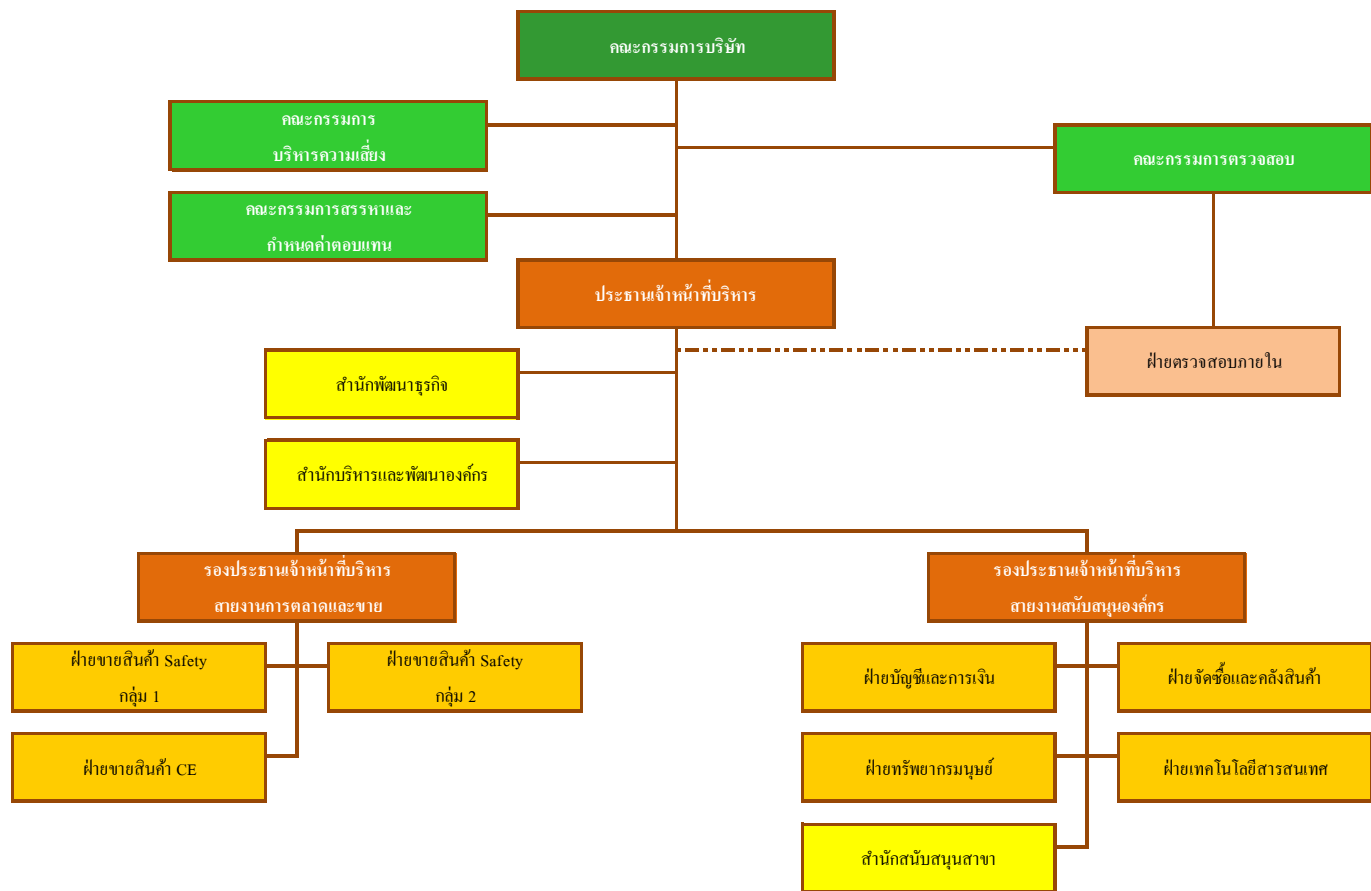 คณะกรรมการบริษัท
คณะกรรมการ
บริหารความเสี่ยง
คณะกรรมการตรวจสอบ
คณะกรรมการสรรหาและ
กำหนดค่าตอบแทน
ประธานเจ้าหน้าที่บริหาร
ฝ่ายตรวจสอบภายใน
สำนักพัฒนาธุรกิจ
สำนักบริหารและพัฒนาองค์กร
รองประธานเจ้าหน้าที่บริหาร
สายงานการตลาดและขาย
รองประธานเจ้าหน้าที่บริหาร
สายงานสนับสนุนองค์กร
ฝ่ายขายสินค้า Safety
กลุ่ม 1
ฝ่ายขายสินค้า Safety
กลุ่ม 2
ฝ่ายบัญชีและการเงิน
ฝ่ายจัดซื้อและคลังสินค้า
ฝ่ายขายสินค้า CE
ฝ่ายทรัพยากรมนุษย์
ฝ่ายเทคโนโลยีสารสนเทศ
สำนักสนับสนุนสาขา